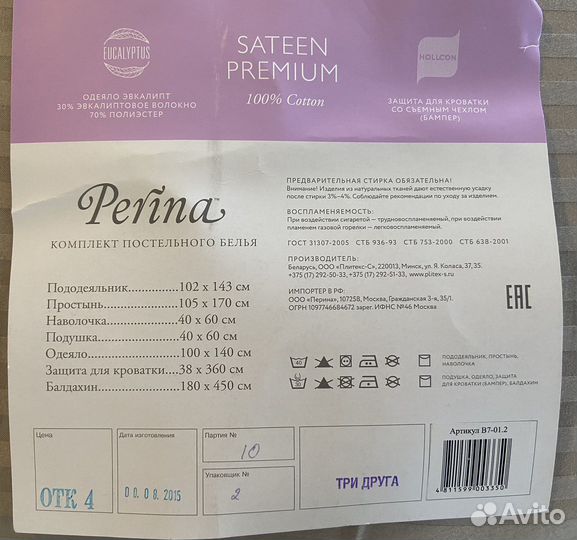 EUCALYPTUS
ОДЕЯЛО ЭВКАЛИПТ
30% ЭВКАЛИПТОВОЕ ВОЛОКНО
70% ПОЛИЭСТЕР
SATEEN
PREMIUM
100% Cotton
HOLLCON
ЗАЩИТА ДЛЯ КРОВАТКИ
СО СЪЕМНЫМ ЧЕХЛОМ
(БАМПЕР)
Perina
КОМПЛЕКТ ПОСТЕЛЬНОГО БЕЛЬЯ
Пододеяльник..............102 x 143 см
Простынь....................105 x 170 см
Наволочка.......................40 x 60 см
Подушка..........................40 x 60 см
Одеяло........................100 x 140 см
Защита для кроватки....38 x 360 см
Балдахин.....................180 x 450 см
ПРЕДВАРИТЕЛЬНАЯ СТИРКА ОБЯЗАТЕЛЬНА!
Внимание! Изделия из натуральных тканей дают естественную усадку
после стирки 3%–4%. Соблюдайте рекомендации по уходу за изделием.
ВОСПЛАМЕНЯЕМОСТЬ:
При воздействии сигаретой — трудновоспламеняемый, при воздействии
пламенем газовой горелки — легковоспламеняемый.
ГОСТ 31307-2005 СТБ 936-93 СТБ 753-2000 СТБ 638-2001
ПРОИЗВОДИТЕЛЬ:
Беларусь, ООО «Плитекс-С», 220013, Минск, ул. Я. Коласа, 37, 35.
+375 (17) 292-50-33, +375 (17) 292-51-33, www.plitex-s.ru
ИМПОРТЕР В РФ:
ООО «Перина», 107258, Москва, Гражданская 3-я, 35/1.
ОГРН 1097746684672 зарег. ИФНС №46 Москвы
EAC
40
ПОДОДЕЯЛЬНИК, ПРОСТЫНЬ,
НАВОЛОЧКА
30
ПОДУШКА, ОДЕЯЛО, ЗАЩИТА
ДЛЯ КРОВАТКИ (БАМПЕР), БАЛДАХИН
Цена
ОТК 4
Дата изготовления
00.08.2015
Партия №
10
Упаковщик №
2
ТРИ ДРУГА
Артикул В7-01.2
4 811599 003350
Avito